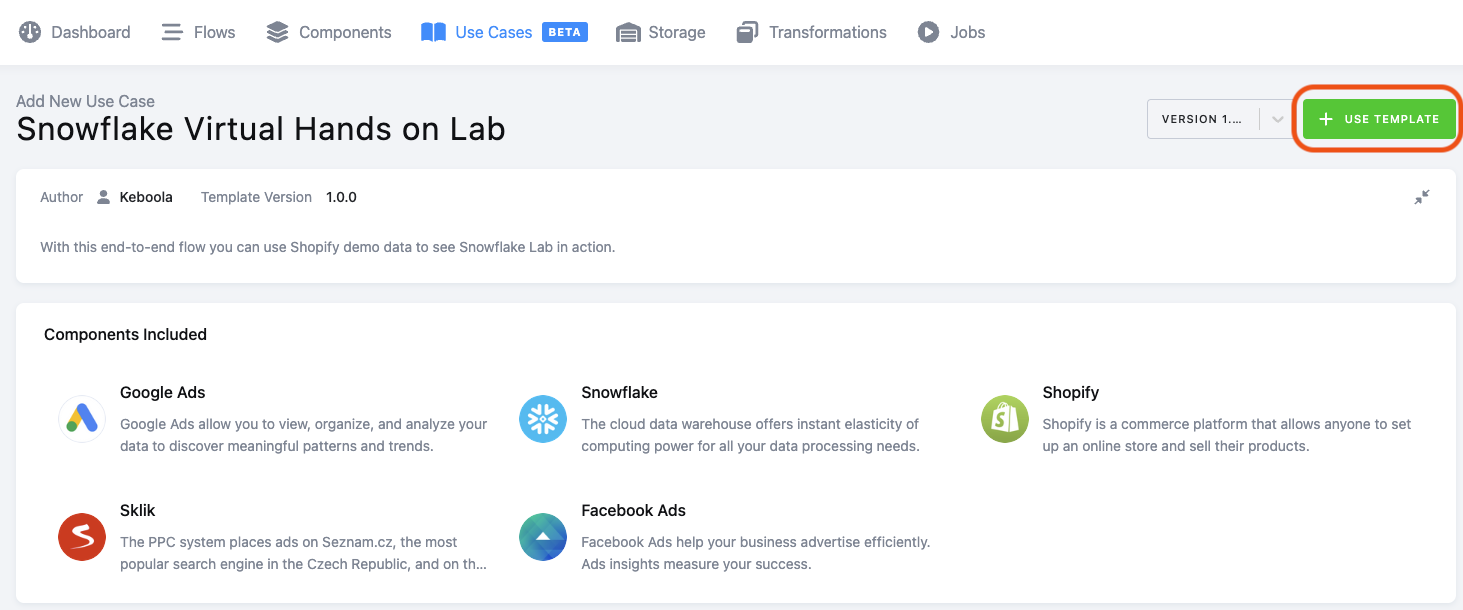 Dashboard Flows Components Use Cases BETA Storage Transformations Jobs
Add New Use Case
Snowflake Virtual Hands on Lab
VERSION 1.... + USE TEMPLATE
Author Keboola Template Version 1.0.0
With this end-to-end flow you can use Shopify demo data to see Snowflake Lab in action.
Components Included
Google Ads
Google Ads allow you to view, organize, and analyze your
data to discover meaningful patterns and trends.
Snowflake
The cloud data warehouse offers instant elasticity of
computing power for all your data processing needs.
Shopify
Shopify is a commerce platform that allows anyone to set
up an online store and sell their products.
Sklik
The PPC system places ads on Seznam.cz, the most
popular search engine in the Czech Republic, and on th...
Facebook Ads
Facebook Ads help your business advertise efficiently.
Ads insights measure your success.